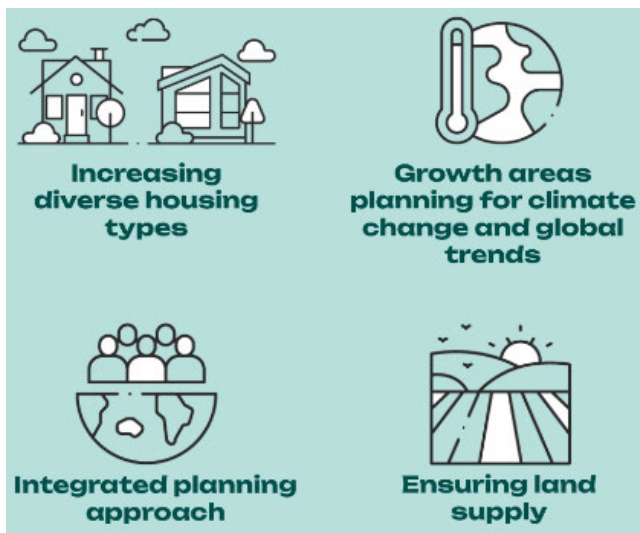 Increasing
diverse housing
types
Growth areas
planning for climate
change and global
trends
Integrated planning
approach
Ensuring land
supply